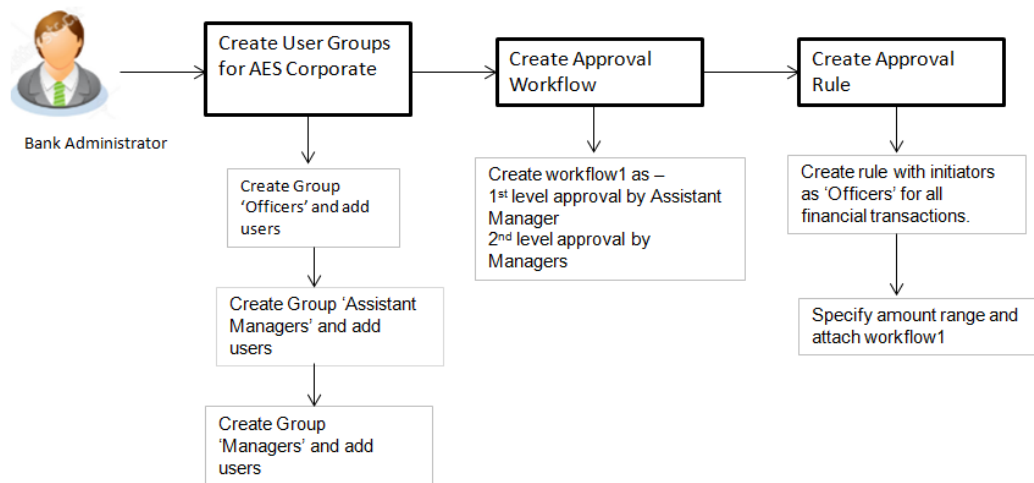 Bank Administrator
Create User Groups
for AES Corporate
Create Approval
Workflow
Create Approval
Rule
Create Group
‘Officers’ and add
users
Create Group ‘Assistant
Managers’ and add
users
Create Group
‘Managers’ and add
users
Create workflow1 as –
1st level approval by Assistant
Manager
2nd level approval by
Managers
Create rule with initiators
as ‘Officers’ for all
financial transactions.
Specify amount range and
attach workflow1